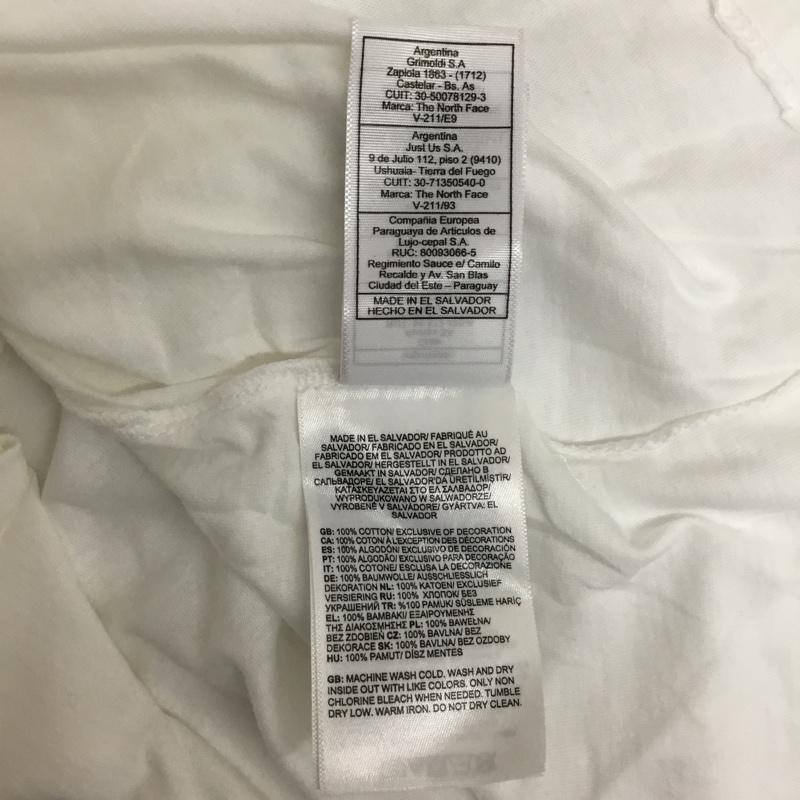 Argentina
Grimoldi S.A
Zapiola 1863 - (1712)
Castelar - Bs. As
CUIT: 30-50078129-3
Marca: The North Face
V-211/E9
Argentina
Just Us S.A.
9 de Julio 112, piso 2 (9410)
Ushuaia- Tierra del Fuego
CUIT: 30-71350540-0
Marca: The North Face
V-211/93
Compañia Europea
Paraguaya de Articulos de
Lujo-cepal S.A.
RUC: 80093066-5
Regimiento Sauce e/ Camilo
Recalde y Av. San Blas
Ciudad del Este – Paraguay
MADE IN EL SALVADOR
HECHO EN EL SALVADOR
MADE IN EL SALVADOR/ FABRIQUÉ AU
SALVADOR/ FABRICADO EN EL SALVADOR/
FABRICADO EM EL SALVADOR/ PRODOTTO AD
EL SALVADOR/ HERGESTELLT IN EL SALVADOR/
GEMAAKT IN SALVADOR/ СДЕЛАНО В
САЛЬВАДОРЕ/ EL SALVADOR'DA ÜRETİLMİŞTİR/
ΚΑΤΑΣΚΕΥΑΖΕΤΑΙ ΣΤΟ ΕΛ ΣΑΛΒΑΔΟΡ/
WYPRODUKOWANO W SALWADORZE/
VYROBENÉ V SALVADORE/ GYÁRTVA: EL
SALVADOR
GB: 100% COTTON/ EXCLUSIVE OF DECORATION
CA: 100% COTON/ À L'EXCEPTION DES DÉCORATIONS
ES: 100% ALGODÓN/ EXCLUSIVO DE DECORACIÓN
PT: 100% ALGODÃO/ EXCLUSIVO PARA DECORAÇÃO
IT: 100% COTONE/ ESCLUSA LA DECORAZIONE
DE: 100% BAUMWOLLE/ AUSSCHLIESSLICH
DEKORATION NL: 100% KATOEN/ EXCLUSIEF
VERSIERING RU: 100% ХЛОПОК/ БЕЗ
УКРАШЕНИЙ TR: %100 PAMUK/ SÜSLEME HARİÇ
EL: 100% ΒΑΜΒΑΚΙ/ ΕΞΑΙΡΟΥΜΕΝΗΣ
ΤΗΣ ΔΙΑΚΟΣΜΗΣΗΣ PL: 100% BAWEŁNA/
BEZ ZDOBIEŃ CZ: 100% BAVLNA/ BEZ
DEKORACE SK: 100% BAVLNA/ BEZ OZDOBY
HU: 100% PAMUT/ DÍSZ MENTES
GB: MACHINE WASH COLD. WASH AND DRY
INSIDE OUT WITH LIKE COLORS. ONLY NON
CHLORINE BLEACH WHEN NEEDED. TUMBLE
DRY LOW. WARM IRON. DO NOT DRY CLEAN.